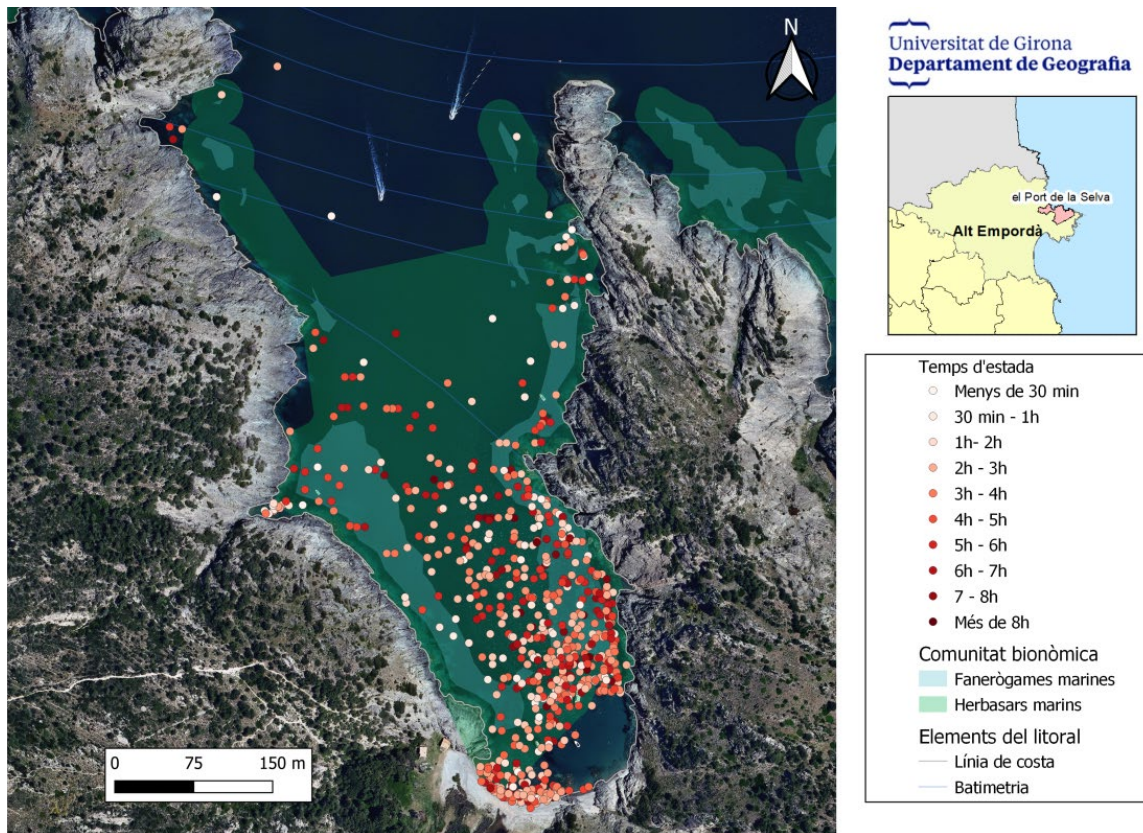 N
0 75 150 m
Universitat de Girona
Departament de Geografia
el Port de la Selva
Alt Empordà
Temps d'estada
Menys de 30 min
30 min - 1h
1h- 2h
2h - 3h
3h - 4h
4h - 5h
5h - 6h
6h - 7h
7 - 8h
Més de 8h
Comunitat bionòmica
Fanerògames marines
Herbasars marins
Elements del litoral
Línia de costa
Batimetria